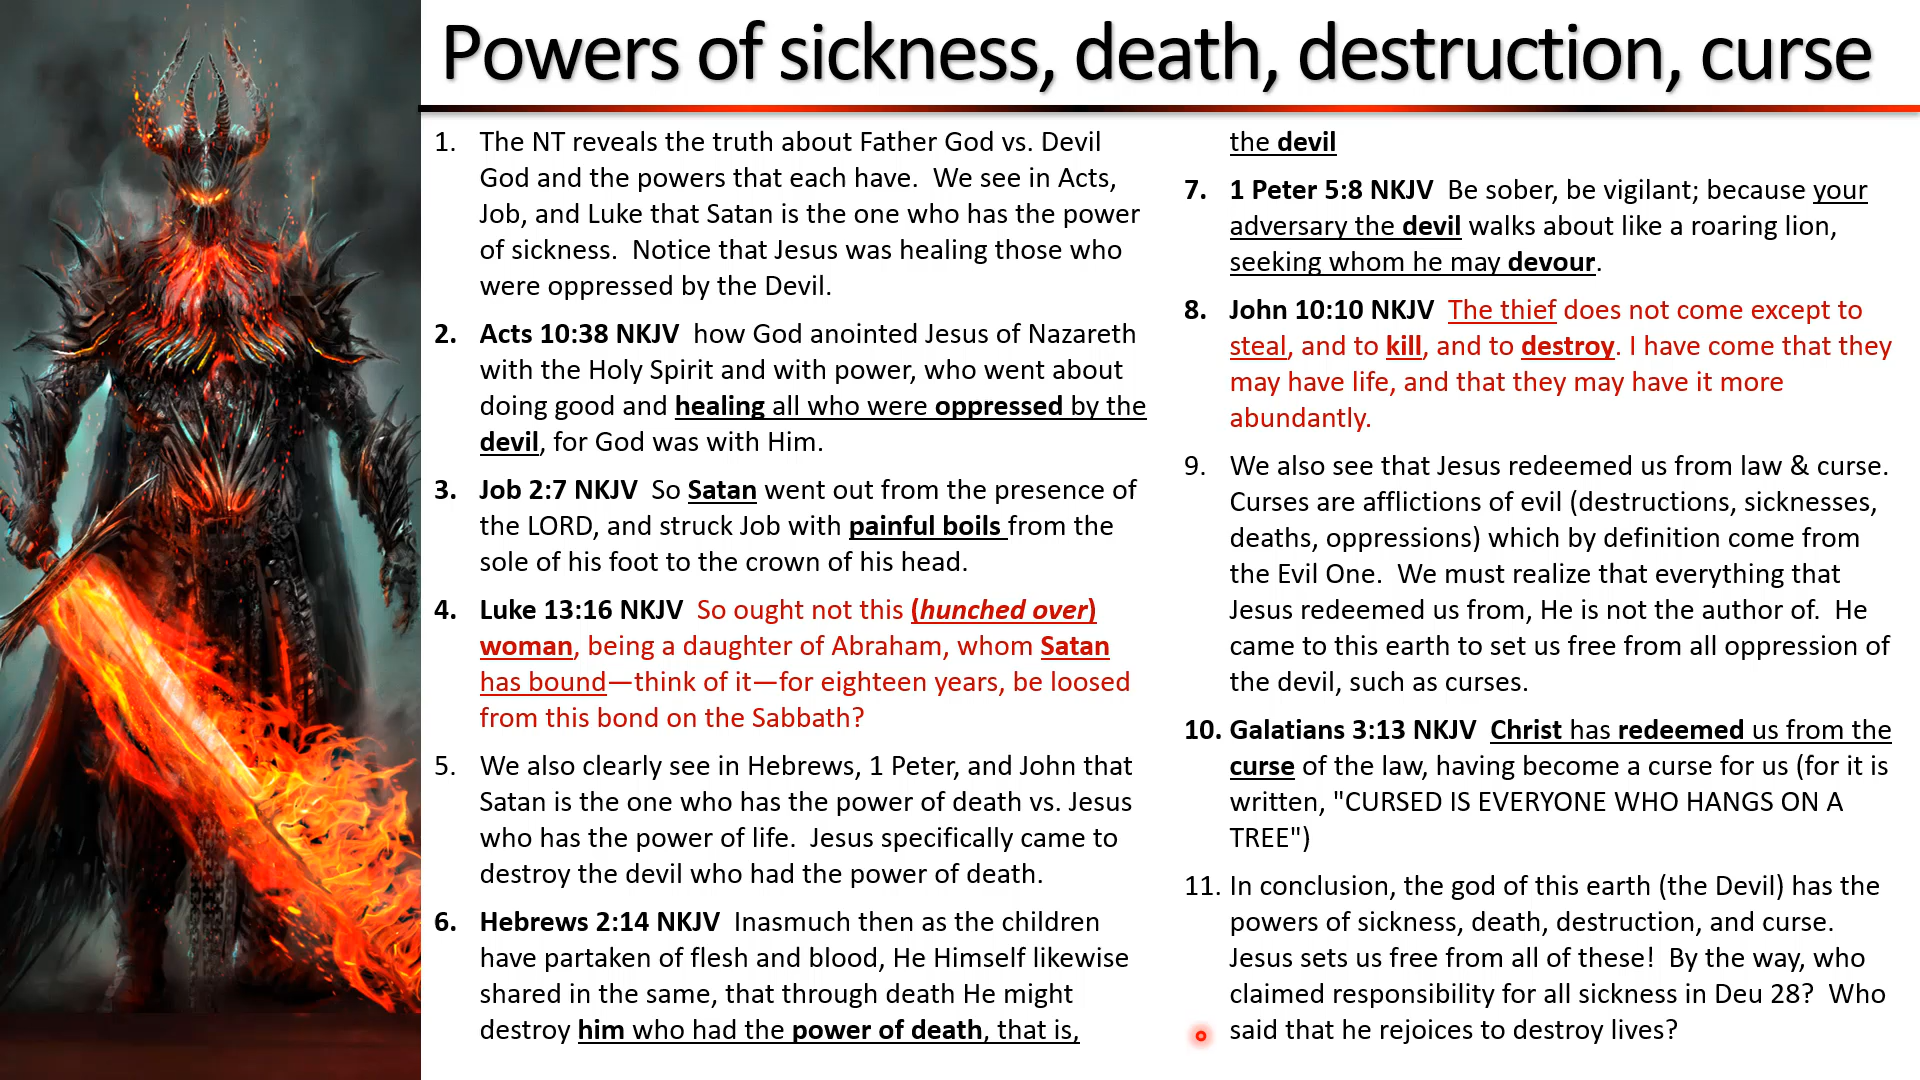 Powers of sickness, death, destruction, curse
1. The NT reveals the truth about Father God vs. Devil
God and the powers that each have.  We see in Acts,
Job, and Luke that Satan is the one who has the power
of sickness.  Notice that Jesus was healing those who
were oppressed by the Devil.
2. Acts 10:38 NKJV  how God anointed Jesus of Nazareth
with the Holy Spirit and with power, who went about
doing good and healing all who were oppressed by the
devil, for God was with Him.
3. Job 2:7 NKJV  So Satan went out from the presence of
the LORD, and struck Job with painful boils from the
sole of his foot to the crown of his head.
4. Luke 13:16 NKJV  So ought not this (hunched over)
woman, being a daughter of Abraham, whom Satan
has bound—think of it—for eighteen years, be loosed
from this bond on the Sabbath?
5. We also clearly see in Hebrews, 1 Peter, and John that
Satan is the one who has the power of death vs. Jesus
who has the power of life.  Jesus specifically came to
destroy the devil who had the power of death.
6. Hebrews 2:14 NKJV  Inasmuch then as the children
have partaken of flesh and blood, He Himself likewise
shared in the same, that through death He might
destroy him who had the power of death, that is,
the devil
7. 1 Peter 5:8 NKJV  Be sober, be vigilant; because your
adversary the devil walks about like a roaring lion,
seeking whom he may devour.
8. John 10:10 NKJV  The thief does not come except to
steal, and to kill, and to destroy. I have come that they
may have life, and that they may have it more
abundantly.
9. We also see that Jesus redeemed us from law & curse.
Curses are afflictions of evil (destructions, sicknesses,
deaths, oppressions) which by definition come from
the Evil One.  We must realize that everything that
Jesus redeemed us from, He is not the author of.  He
came to this earth to set us free from all oppression of
the devil, such as curses.
10. Galatians 3:13 NKJV  Christ has redeemed us from the
curse of the law, having become a curse for us (for it is
written, "CURSED IS EVERYONE WHO HANGS ON A
TREE")
11. In conclusion, the god of this earth (the Devil) has the
powers of sickness, death, destruction, and curse.
Jesus sets us free from all of these!  By the way, who
claimed responsibility for all sickness in Deu 28?  Who
said that he rejoices to destroy lives?